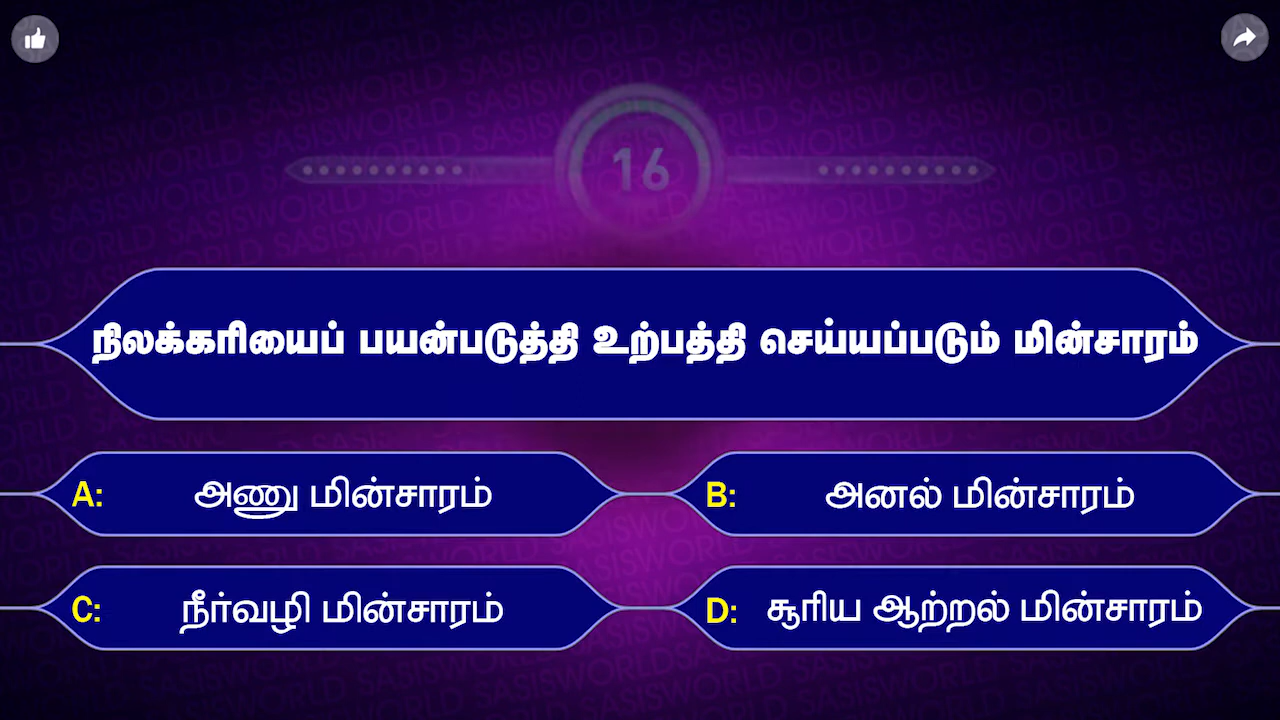 16
நிலக்கரியைப் பயன்படுத்தி உற்பத்தி செய்யப்படும் மின்சாரம்
A: அணு மின்சாரம்
B: அனல் மின்சாரம்
C: நீர்வழி மின்சாரம்
D: சூரிய ஆற்றல் மின்சாரம்
SASISWORLD